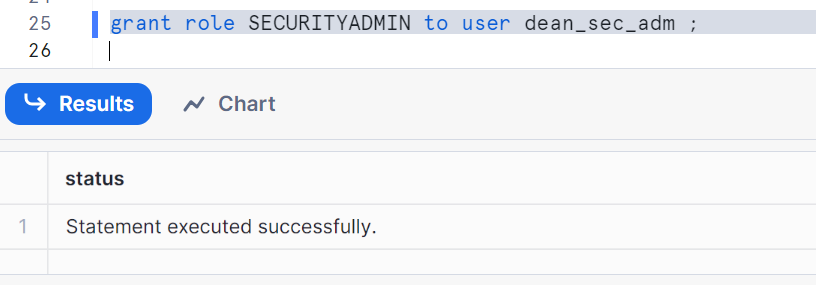 25 grant role SECURITYADMIN to user dean_sec_adm ;
26
Results Chart
status
1 Statement executed successfully.